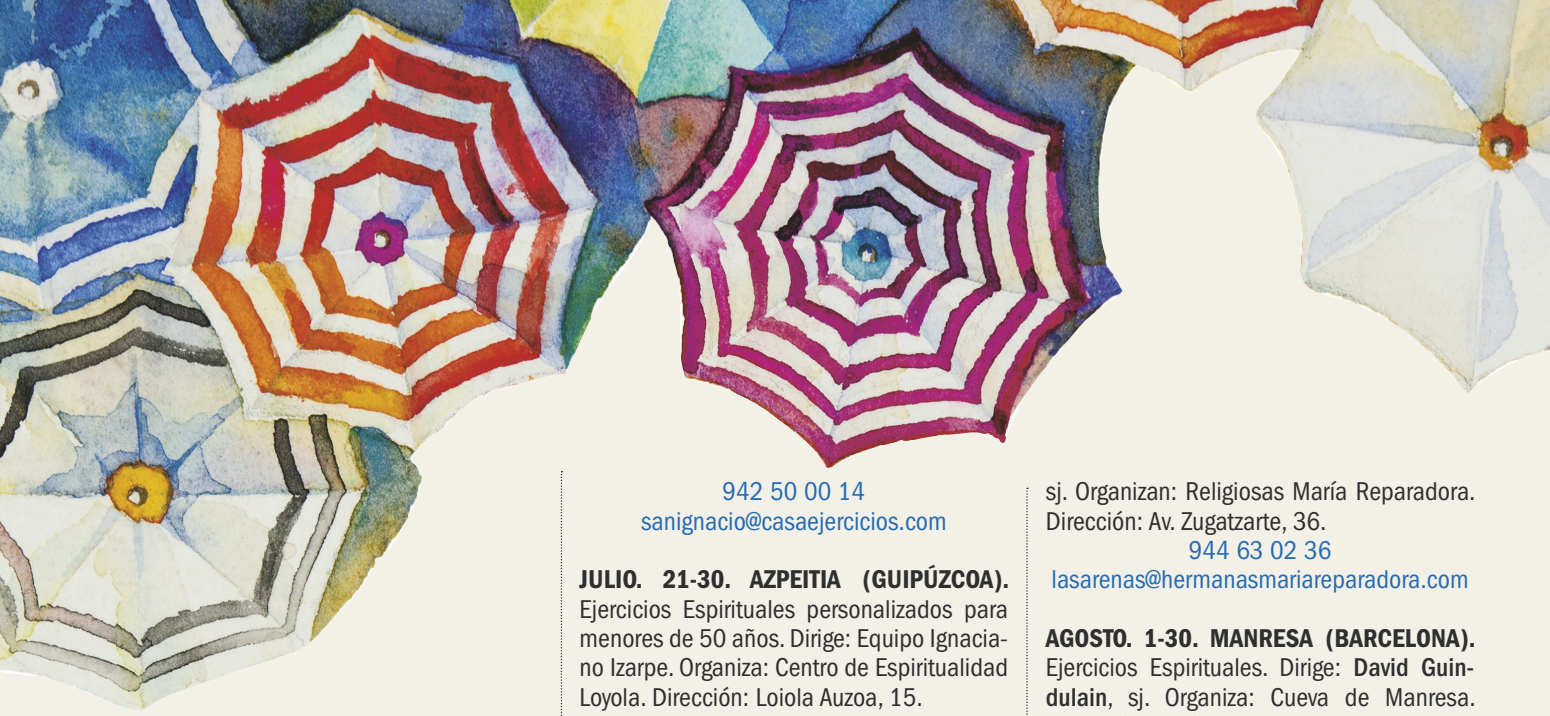 942 50 00 14
sanignacio@casaejercicios.com
JULIO. 21-30. AZPEITIA (GUIPÚZCOA).
Ejercicios Espirituales personalizados para
menores de 50 años. Dirige: Equipo Ignacia-
no Izarpe. Organiza: Centro de Espiritualidad
Loyola. Dirección: Loiola Auzoa, 15.
sj. Organizan: Religiosas María Reparadora.
Dirección: Av. Zugatzarte, 36.
944 63 02 36
lasarenas@hermanasmariareparadora.com
AGOSTO. 1-30. MANRESA (BARCELONA).
Ejercicios Espirituales. Dirige: David Guin-
dulain, sj. Organiza: Cueva de Manresa.